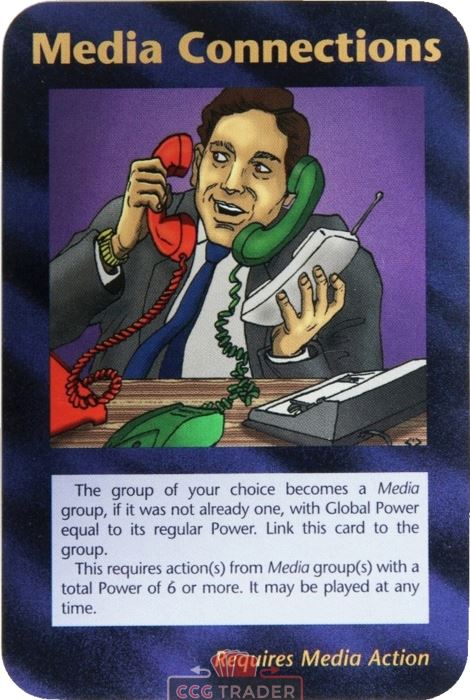 Media Connections
The group of your choice becomes a Media
group, if it was not already one, with Global Power
equal to its regular Power. Link this card to the
group.
This requires action(s) from Media group(s) with a
total Power of 6 or more. It may be played at any
time.
Requires Media Action
CCG TRADER